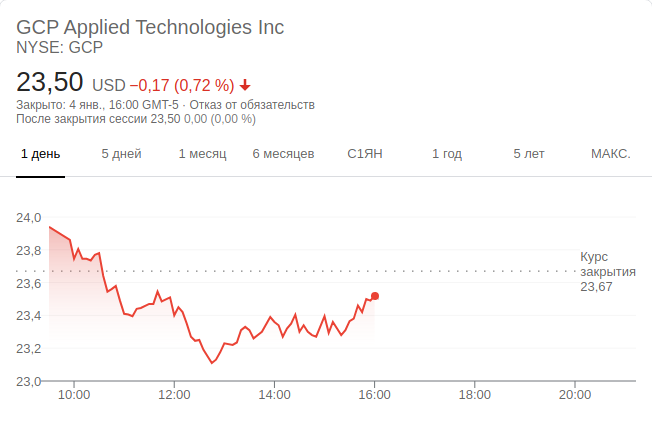 GCP Applied Technologies Inc
NYSE: GCP
23,50 USD −0,17 (0,72 %)
Закрыто: 4 янв., 16:00 GMT-5 · Отказ от обязательств
После закрытия сессии 23,50 0,00 (0,00 %)
1 день 5 дней 1 месяц 6 месяцев С1ЯН 1 год 5 лет МАКС.
24,0
23,8
Курс
закрытия
23,67
23,6
23,4
23,2
23,0
10:00 12:00 14:00 16:00 18:00 20:00